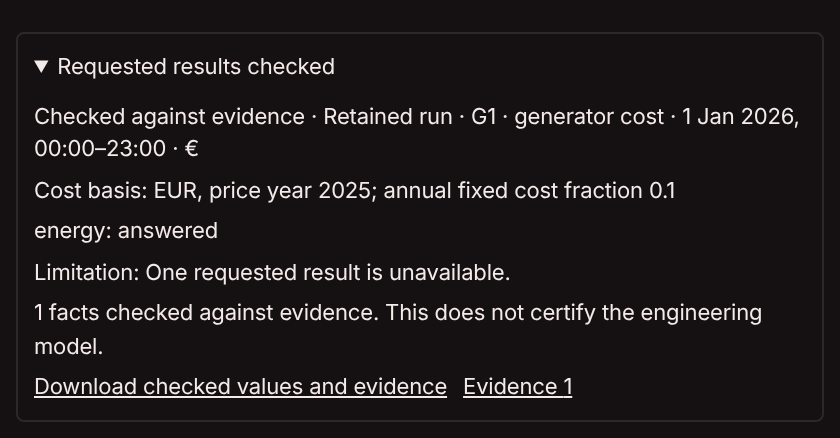 ▼ Requested results checked
Checked against evidence · Retained run · G1 · generator cost · 1 Jan 2026,
00:00–23:00 · €
Cost basis: EUR, price year 2025; annual fixed cost fraction 0.1
energy: answered
Limitation: One requested result is unavailable.
1 facts checked against evidence. This does not certify the engineering
model.
Download checked values and evidence Evidence 1